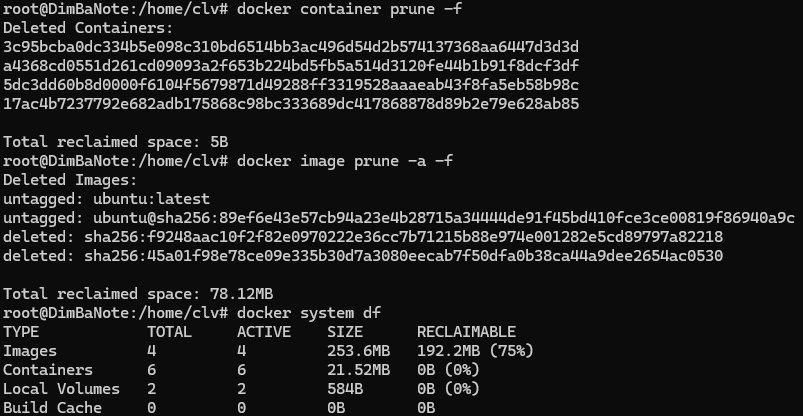 root@DimBaNote:/home/clv# docker container prune -f
Deleted Containers:
3c95bcba0dc334b5e098c310bd6514bb3ac496d54d2b574137368aa6447d3d3d
a4368cd0551d261cd09093a2f653b224bd5fb5a514d3120fe44b1b91f8dcf3df
5dc3dd60b8d0000f6104f5679871d49288ff3319528aaaeab43f8fa5eb58b98c
17ac4b7237792e682adb175868c98bc333689dc417868878d89b2e79e628ab85
Total reclaimed space: 5B
root@DimBaNote:/home/clv# docker image prune -a -f
Deleted Images:
untagged: ubuntu:latest
untagged: ubuntu@sha256:89ef6e43e57cb94a23e4b28715a34444de91f45bd410fce3ce00819f86940a9c
deleted: sha256:f9248aac10f2f82e0970222e36cc7b71215b88e974e001282e5cd89797a82218
deleted: sha256:45a01f98e78ce09e335b30d7a3080eecab7f50dfa0b38ca44a9dee2654ac0530
Total reclaimed space: 78.12MB
root@DimBaNote:/home/clv# docker system df
TYPE TOTAL ACTIVE SIZE RECLAIMABLE
Images 4 4 253.6MB 192.2MB (75%)
Containers 6 6 21.52MB 0B (0%)
Local Volumes 2 2 584B 0B (0%)
Build Cache 0 0 0B 0B